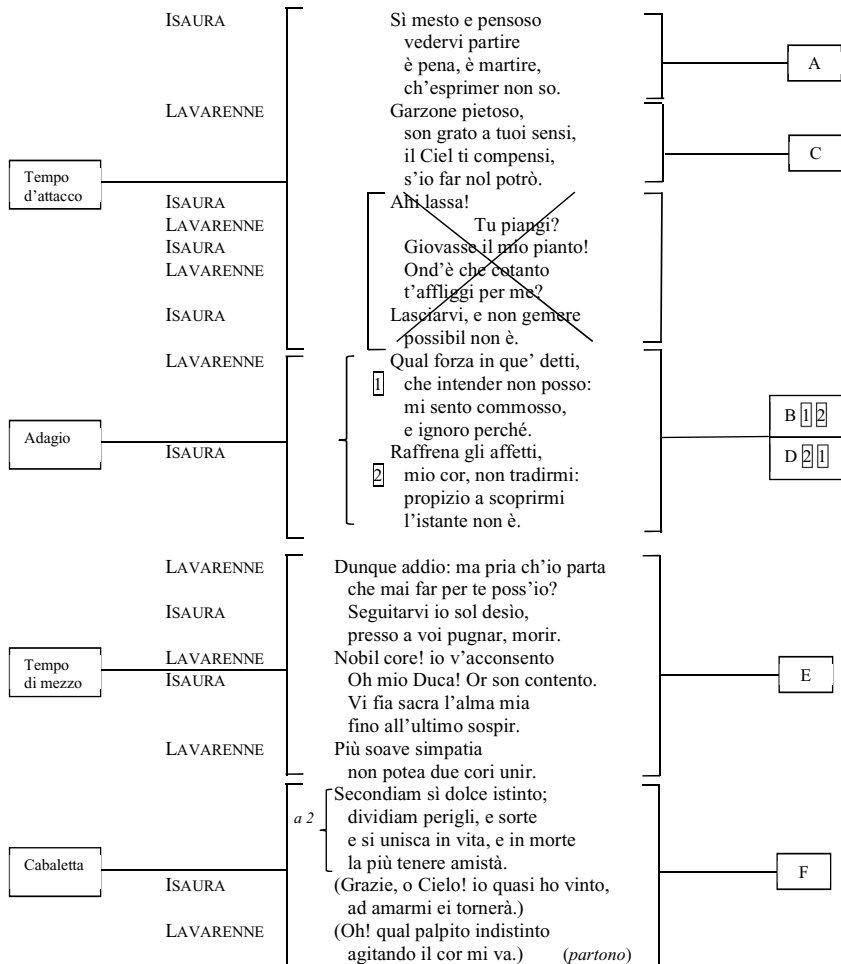 ISAURA Sì mesto e pensoso
vedervi partire
è pena, è martire, A
ch'esprimer non so.
LAVARENNE Garzone pietoso,
son grato a tuoi sensi,
il Ciel ti compensi, C
Tempo
d'attacco
s'io far nol potrò.
ISAURA Ahi lassa!
LAVARENNE Tu piangi?
ISAURA Giovasse il mio pianto!
LAVARENNE Ond'è che cotanto
t'affliggi per me?
ISAURA Lasciarvi, e non gemere
possibil non è.
LAVARENNE Qual forza in que' detti,
1 che intender non posso:
mi sento commosso,
e ignoro perché.
B 1 2
Adagio
D 2 1
ISAURA Raffrena gli affetti,
2 mio cor, non tradirmi:
propizio a scoprirmi
l'istante non è.
LAVARENNE Dunque addio: ma pria ch'io parta
che mai far per te poss'io?
ISAURA Seguitarvi io sol desìo,
presso a voi pugnar, morir.
Tempo
di mezzo
LAVARENNE Nobil core! io v'acconsento
ISAURA Oh mio Duca! Or son contento. E
Vi fia sacra l'alma mia
fino all'ultimo sospir.
LAVARENNE Più soave simpatia
non potea due cori unir.
Secondiam sì dolce istinto;
a 2 dividiam perigli, e sorte
e si unisca in vita, e in morte
la più tenere amistà.
Cabaletta F
ISAURA (Grazie, o Cielo! io quasi ho vinto,
ad amarmi ei tornerà.)
LAVARENNE (Oh! qual palpito indistinto
agitando il cor mi va.) (partono)